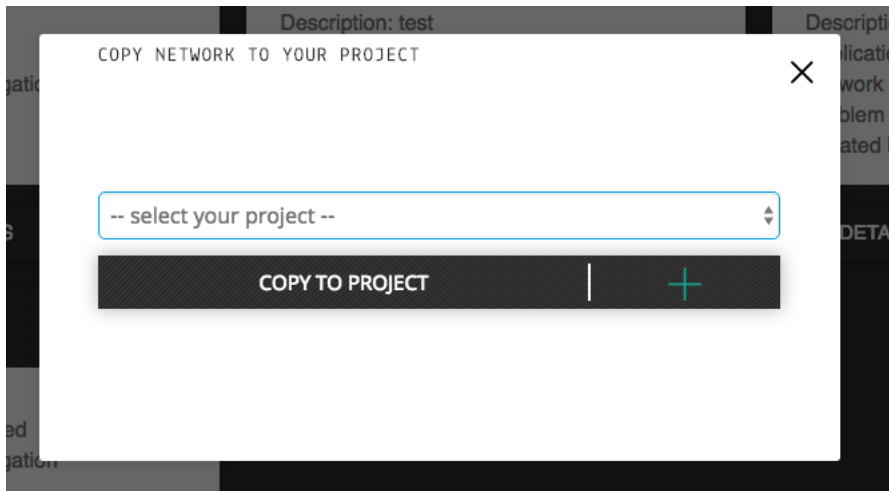 Description: test
COPY NETWORK TO YOUR PROJECT
-- select your project --
COPY TO PROJECT